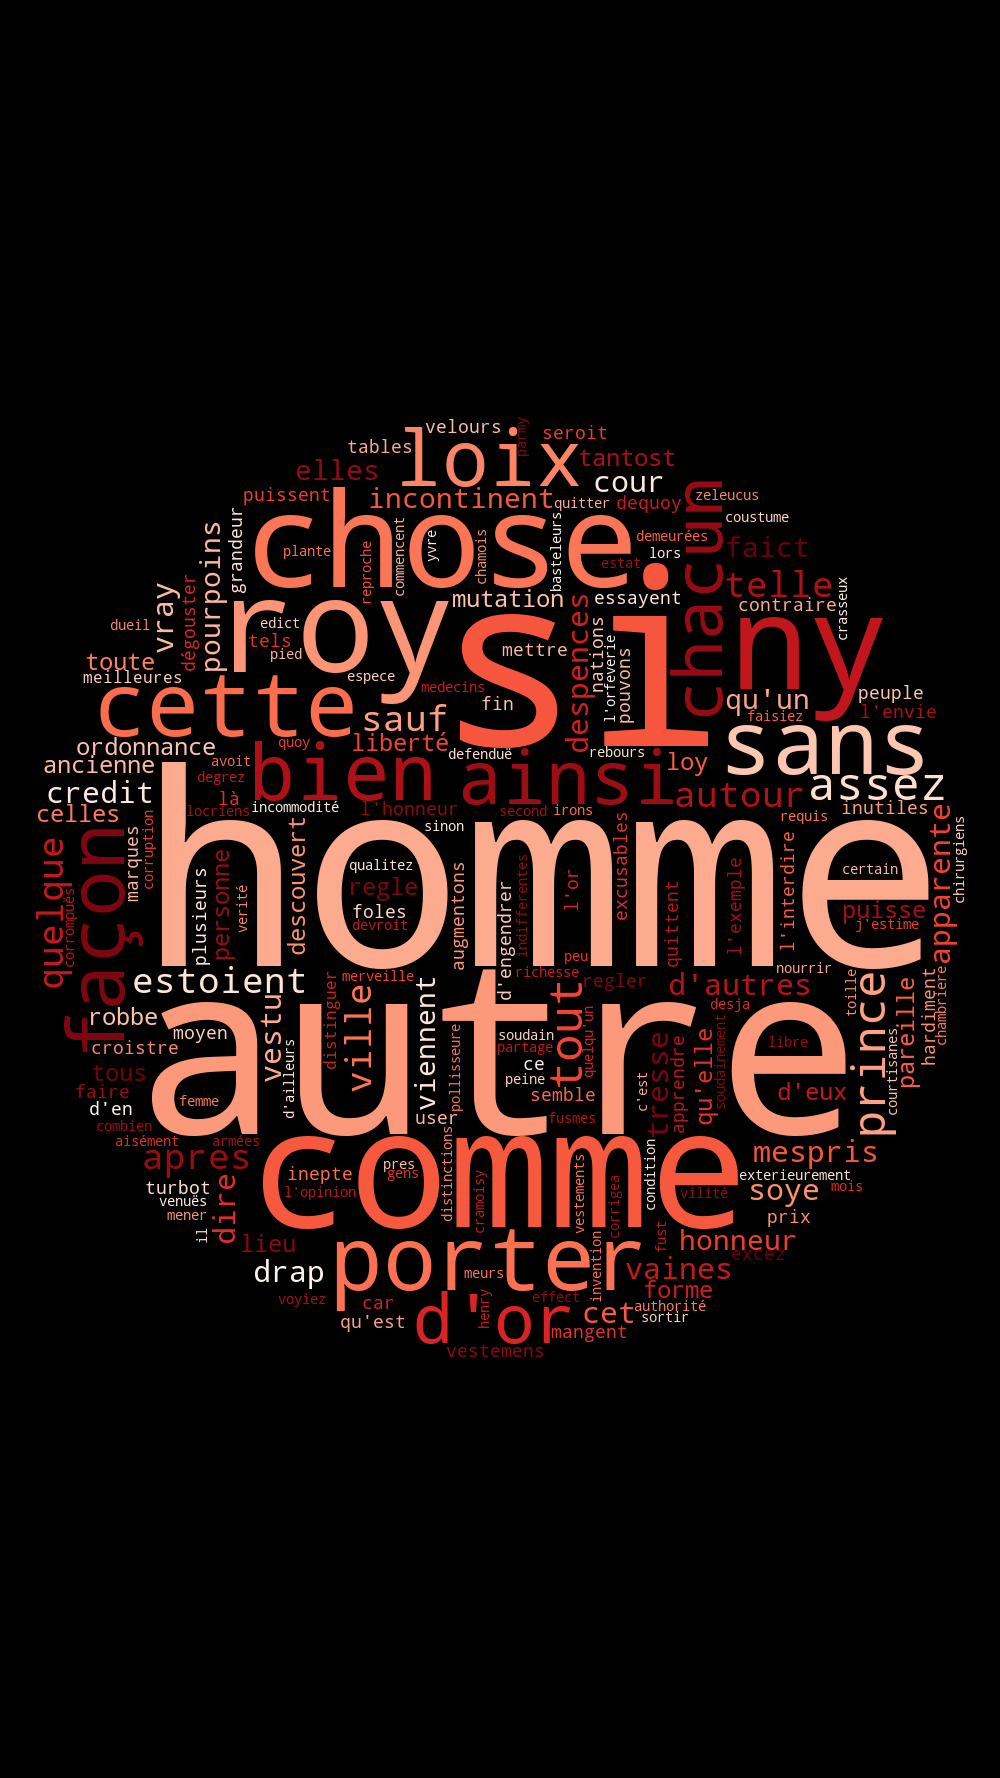 velours
parmy
tables
loix
seroit
elles
tantost
cour
puissent
incontinent
quitter
dequoy
zeleucus
grandeur
chose
chacun
coustume
plante
reproche
commencent
yvre
chamois
basteleurs
demeurées
lors
estat
faict
telle
vray
pourpoins
dégouster
roy
si
ny
mutation
essayent
contraire
crasseux
dueil
edict
tels
pied
mettre
despences
nations
l'orfeverie
pouvons
toute
meilleures
espece
medecins
cette
sauf
fin
qu'un
faisiez
peuple
l'envie
ordonnance
quoy
liberté
defenduë
rebours
loy
sans
ancienne
avoit
degrez
bien
ainsi
autour
assez
credit
là
locriens
incommodité
l'honneur
second
irons
requis
inutiles
celles
quelque
façon
marques
corruption
corrompuës
homme
sinon
descouvert
excusables
l'interdire
apparente
chirurgiens
plusieurs
personne
verité
qualitez
regle
foles
devroit
augmentons
d'engendrer
indifferentes
l'or
quittent
l'exemple
certain
puisse
j'estime
peu
nourrir
estoient
merveille
richesse
regler
d'autres
toille
prince
pareille
hardiment
chambriere
robbe
moyen
vestu
distinguer
ville
viennent
autre
desja
croistre
d'ailleurs
pollisseure
soudain
partage
ce
tout
quelqu'un
tresse
apprendre
qu'elle
soudainement
libre
courtisanes
tous
faire
d'en
femme
peine
semble
c'est
d'eux
combien
user
fusmes
aisément
armées
apres
comme
mespris
inepte
pres
gens
l'opinion
distinctions
cramoisy
vestements
corrigea
condition
vilité
exterieurement
soye
mois
turbot
venuës
mener
il
dire
prix
lieu
porter
invention
fust
honneur
excez
drap
meurs
vaines
voyiez
car
d'or
henry
effect
forme
cet
authorité
qu'est
mangent
sortir
vestemens